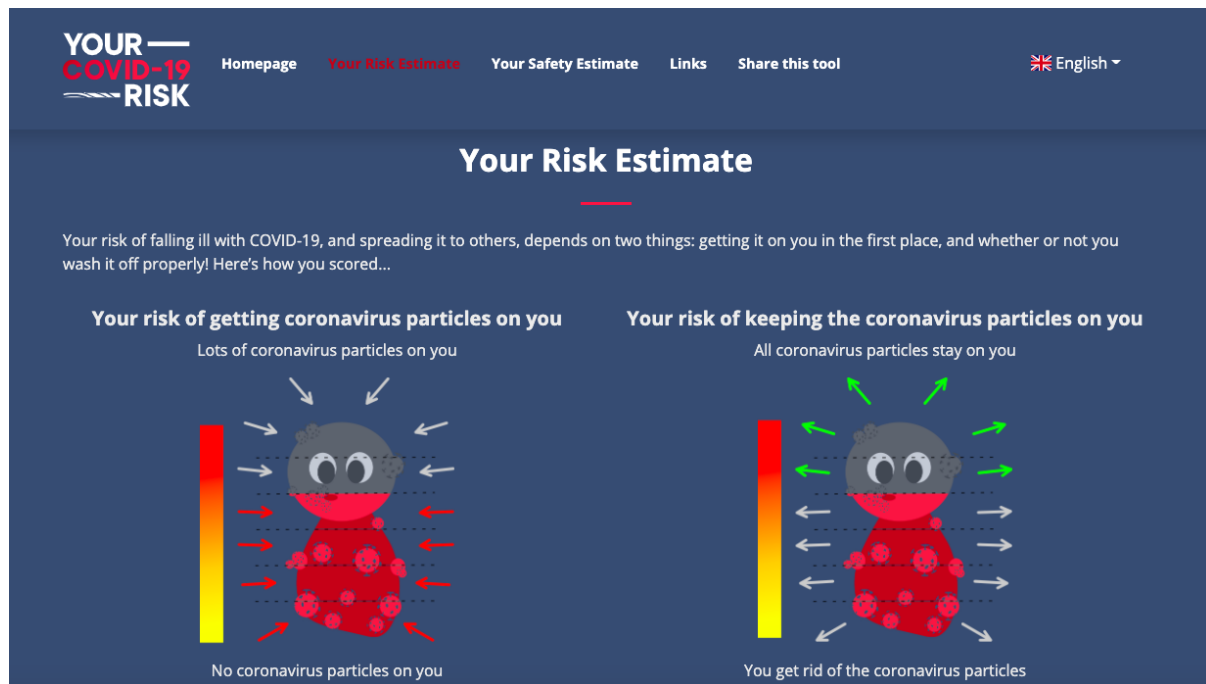 YOUR
COVID-19
RISK
Homepage
Your Risk Estimate
Your Safety Estimate
Links
Share this tool
English
Your Risk Estimate
Your risk of falling ill with COVID-19, and spreading it to others, depends on two things: getting it on you in the first place, and whether or not you
wash it off properly! Here’s how you scored...
Your risk of getting coronavirus particles on you
Lots of coronavirus particles on you
No coronavirus particles on you
Your risk of keeping the coronavirus particles on you
All coronavirus particles stay on you
You get rid of the coronavirus particles